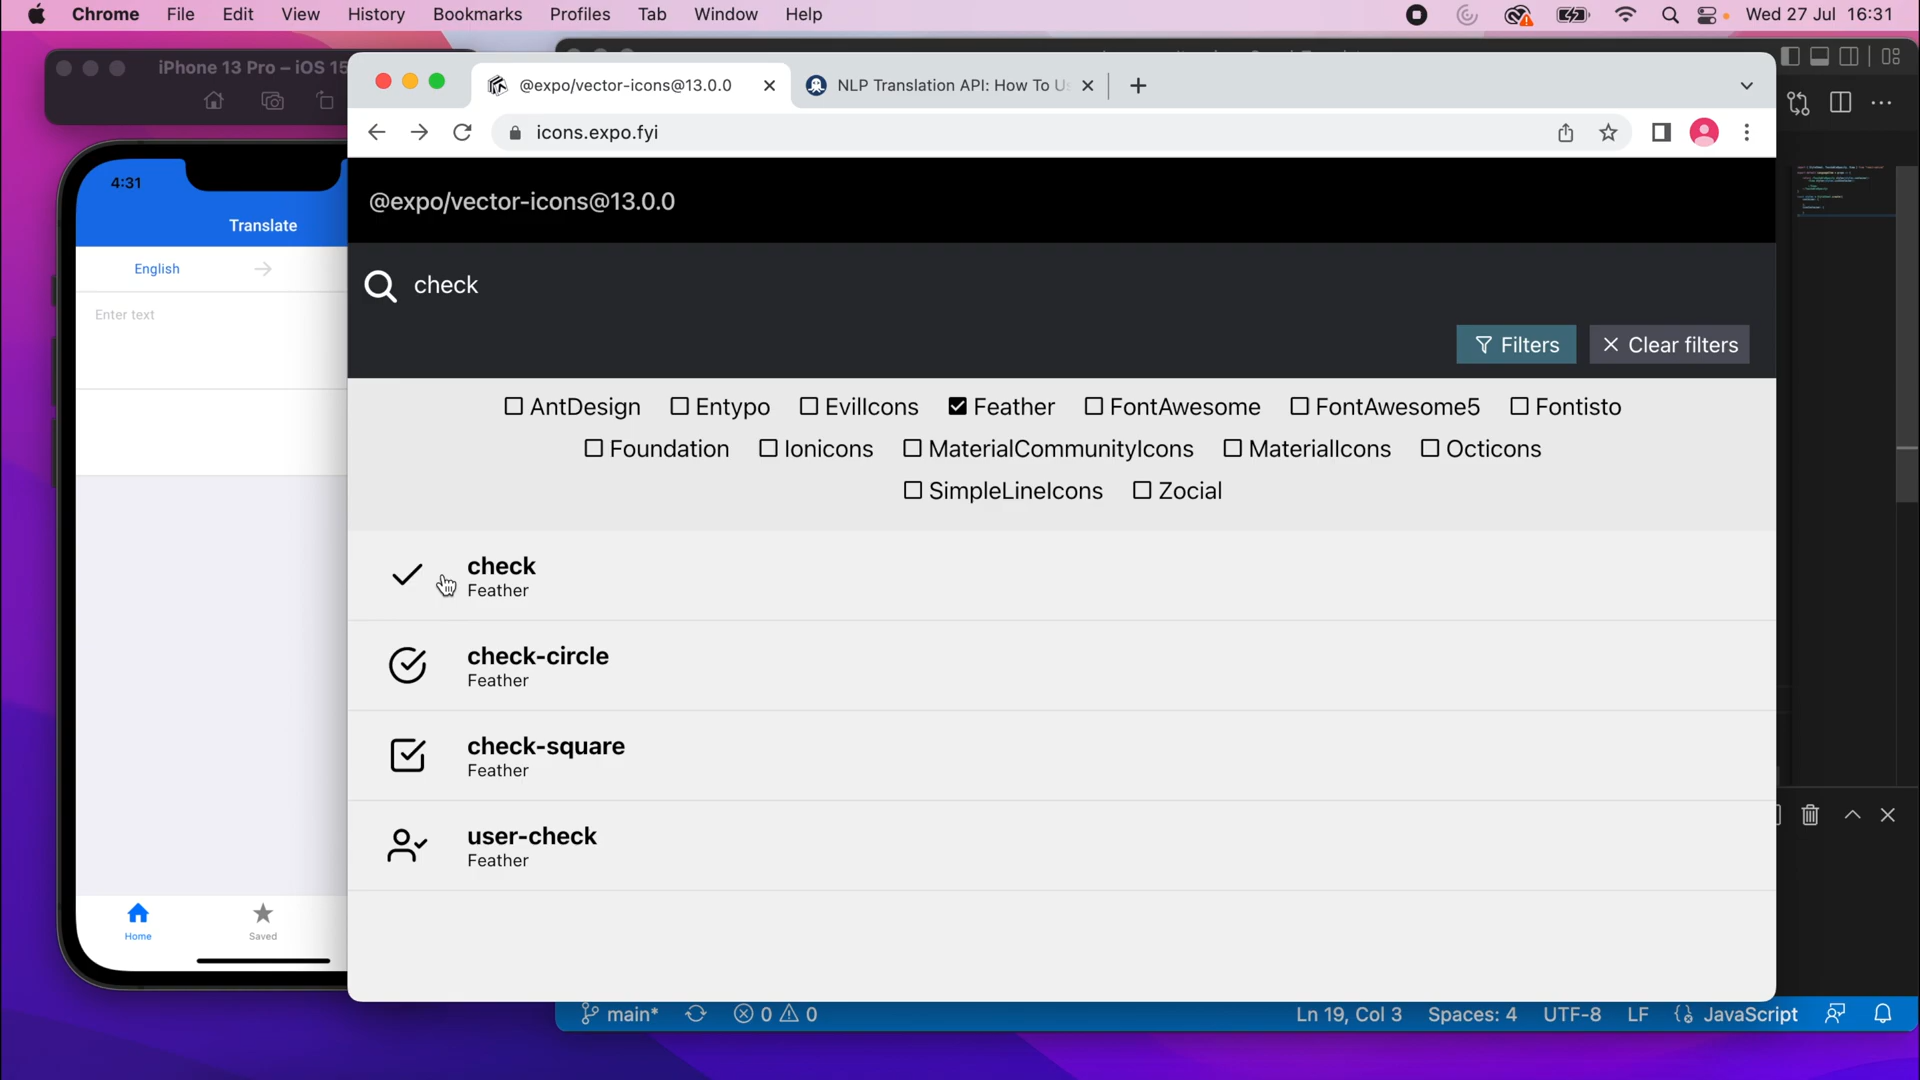 Chrome File Edit View History Bookmarks Profiles Tab Window Help Wed 27 Jul 16:31
iPhone 13 Pro – iOS 15
@expo/vector-icons@13.0.0
NLP Translation API: How To Us
icons.expo.fyi
4:31
Translate
English
Enter text
Home
Saved
@expo/vector-icons@13.0.0
check
Filters
Clear filters
AntDesign Entypo EvilIcons Feather FontAwesome FontAwesome5 Fontisto
Foundation Ionicons MaterialCommunityIcons MaterialIcons Octicons
SimpleLineIcons Zocial
check
Feather
check-circle
Feather
check-square
Feather
user-check
Feather
main* 0 0 Ln 19, Col 3 Spaces: 4 UTF-8 LF JavaScript